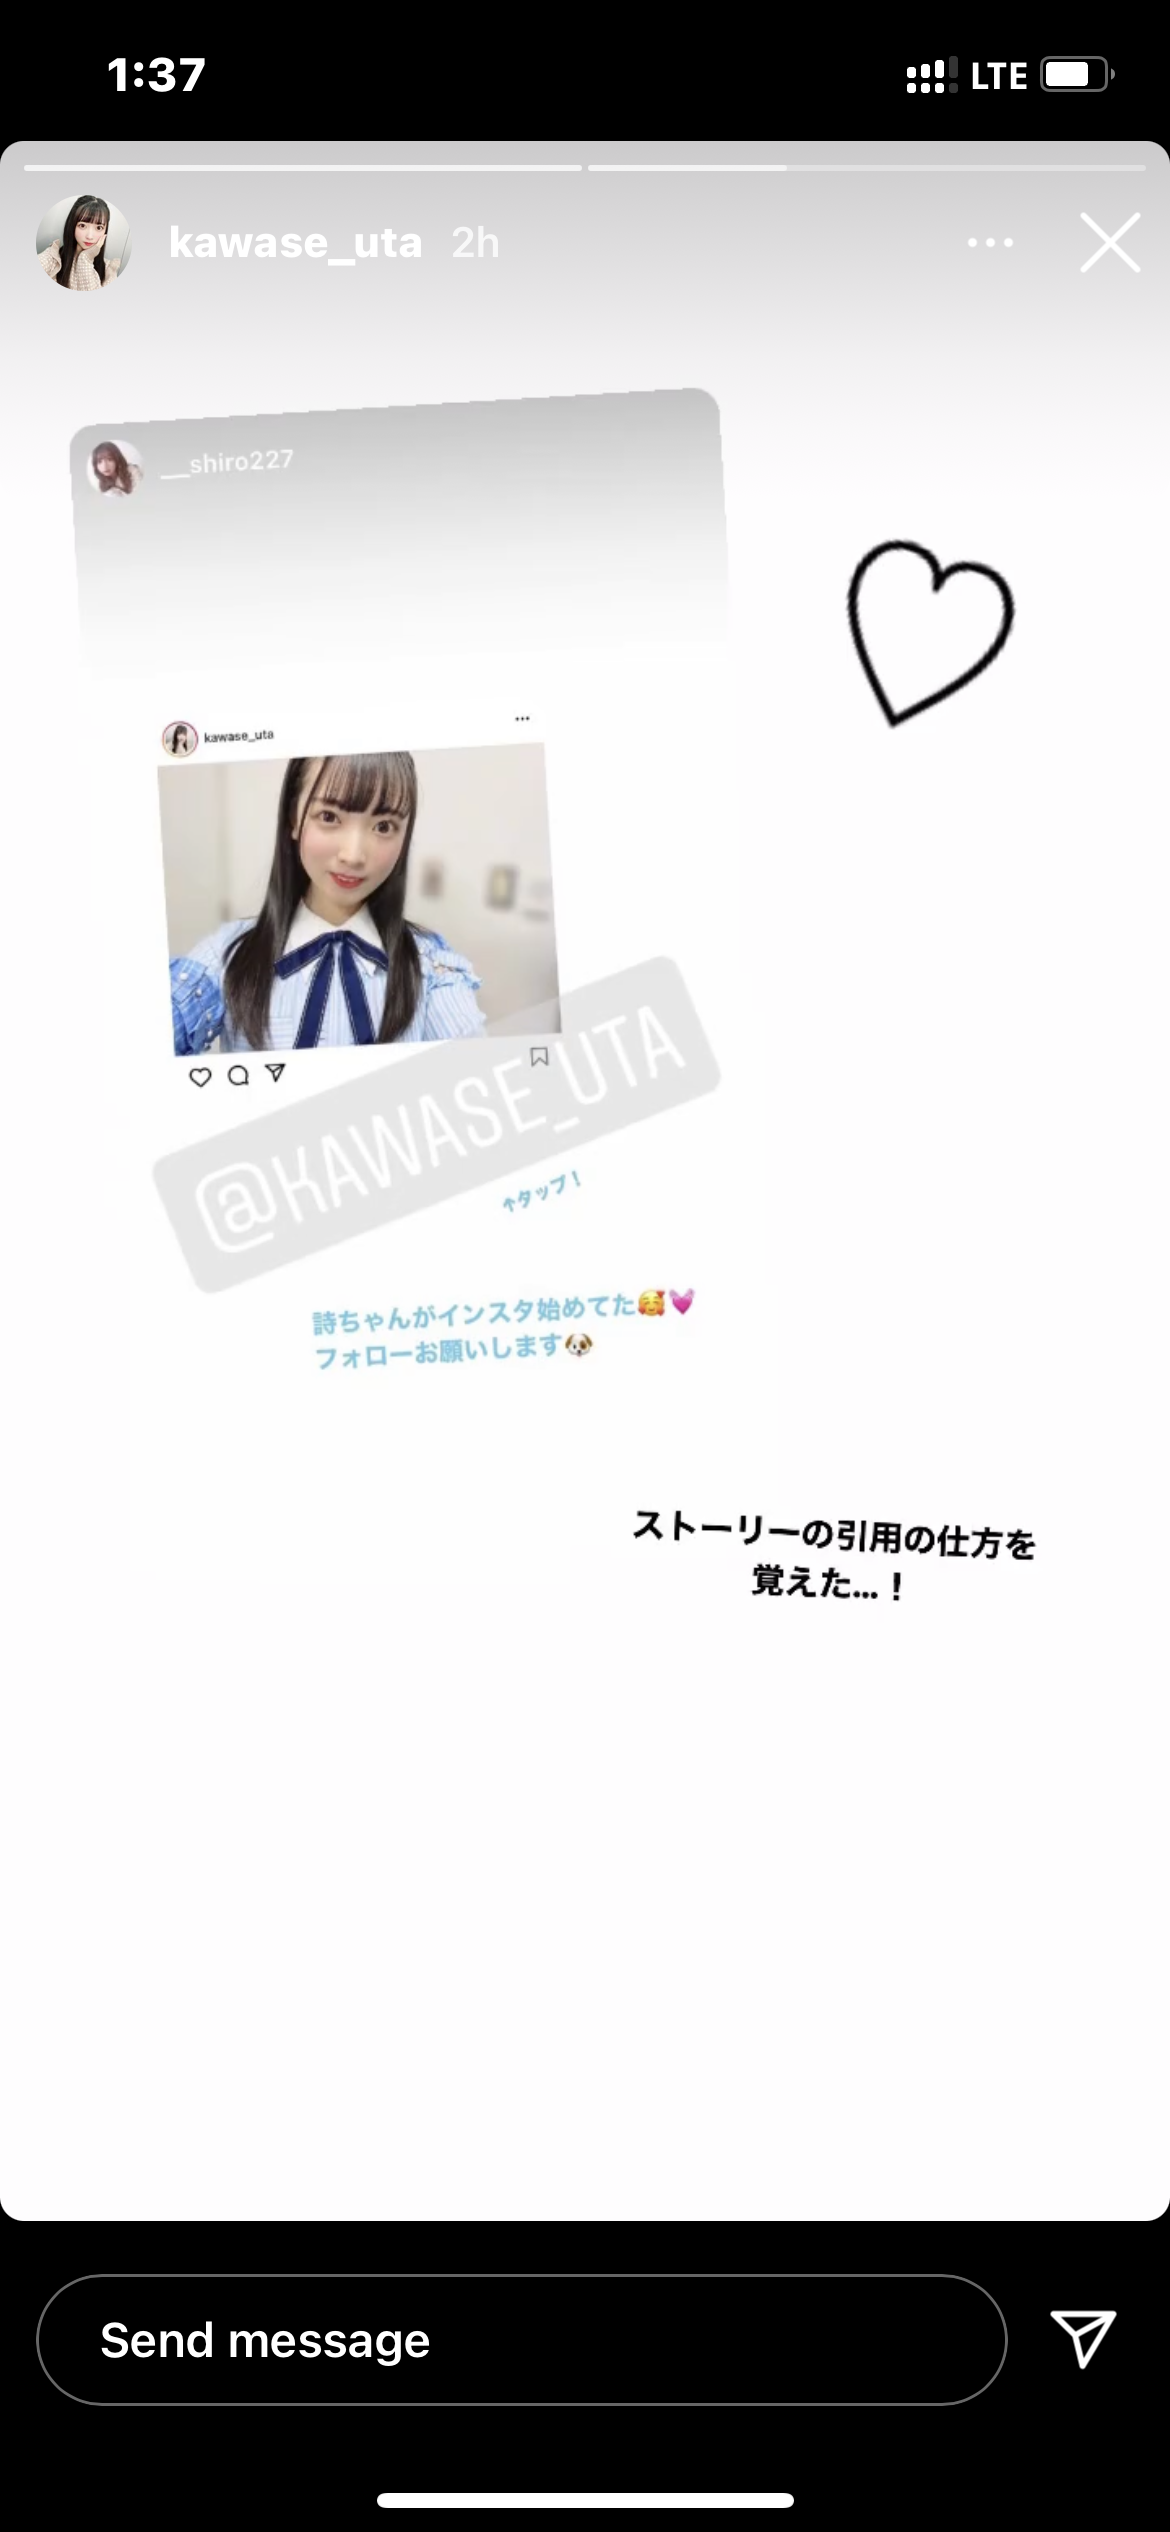 1:37
LTE
kawase_uta 2h
__shiro227
kawase_uta
@KAWASE_UTA
↑タップ！
詩ちゃんがインスタ始めてた🥰💓
フォローお願いします🐶
ストーリーの引用の仕方を
覚えた...！
Send message